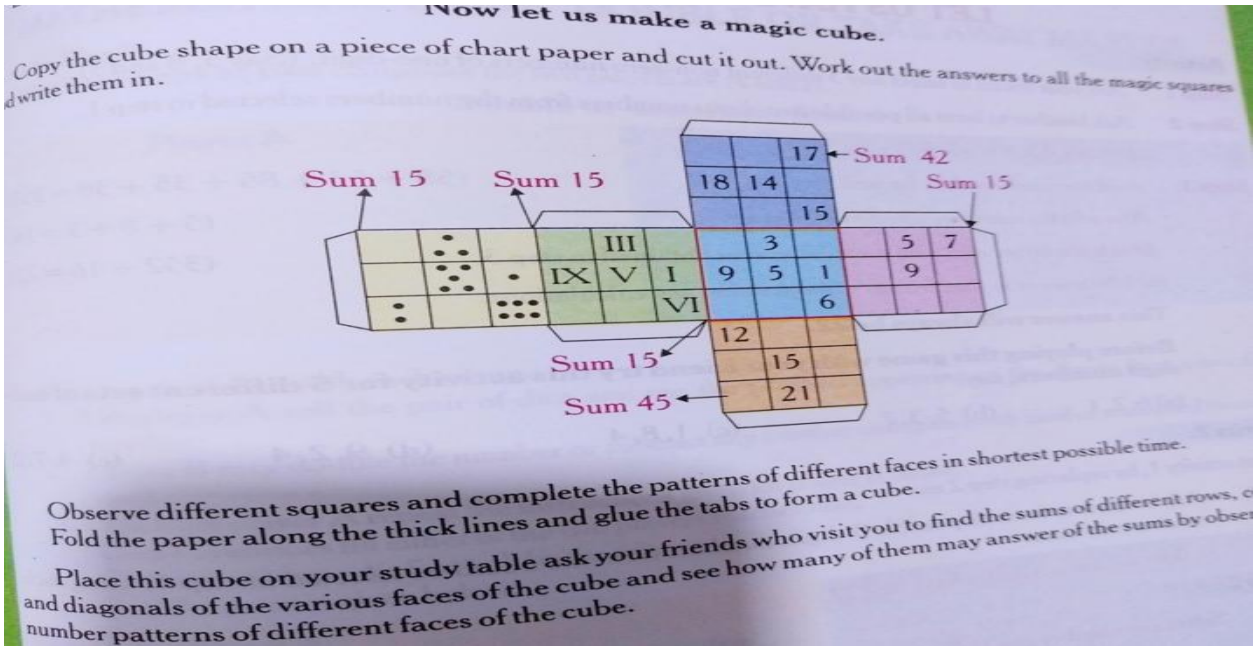 Now let us make a magic cube.
Copy the cube shape on a piece of chart paper and cut it out. Work out the answers to all the magic squares
d write them in.
17 Sum 42
Sum 15 Sum 15 18 14 Sum 15
15
III 3 5 7
IX V I 9 5 1 9
VI 6
12
Sum 15 15
Sum 45 21
Observe different squares and complete the patterns of different faces in shortest possible time.
Fold the paper along the thick lines and glue the tabs to form a cube.
Place this cube on your study table ask your friends who visit you to find the sums of different rows, c
and diagonals of the various faces of the cube and see how many of them may answer of the sums by obser
number patterns of different faces of the cube.